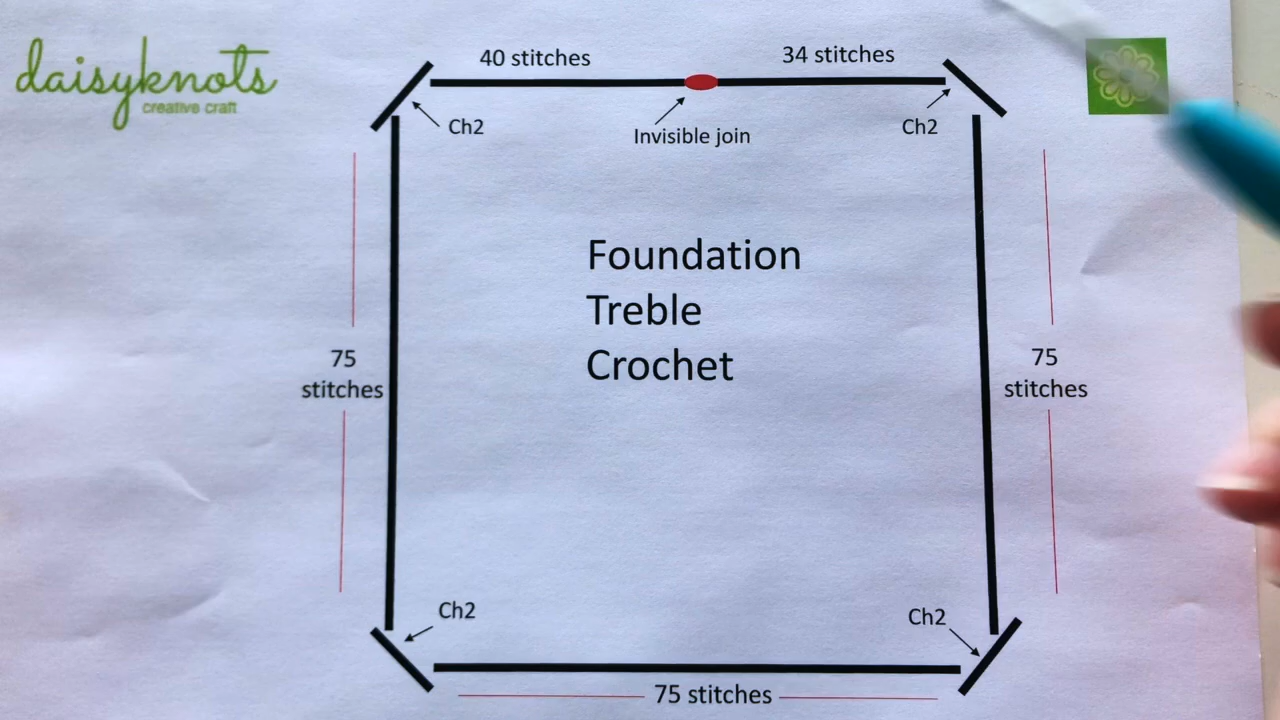 daisyknots
creative craft
40 stitches
34 stitches
Ch2
Invisible join
Ch2
Foundation
Treble
Crochet
75
stitches
75
stitches
Ch2
Ch2
75 stitches